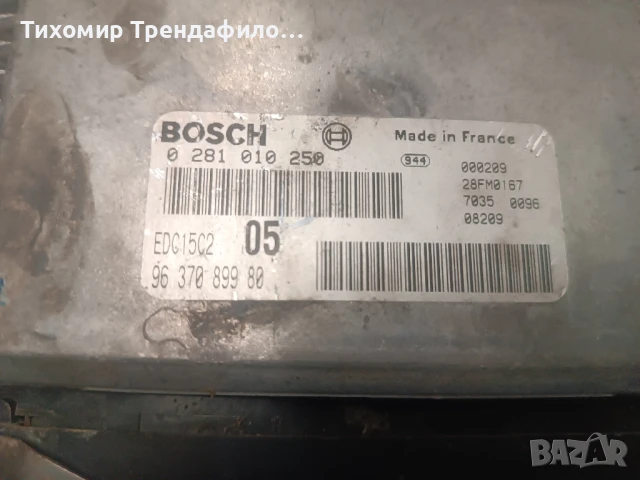 Тихомир Трендафило...
BOSCH
Made in France
0 281 010 250
944
000209
28FM0167
7035 0096
08209
EDC15C2 05
96 370 899 80
BAZAR